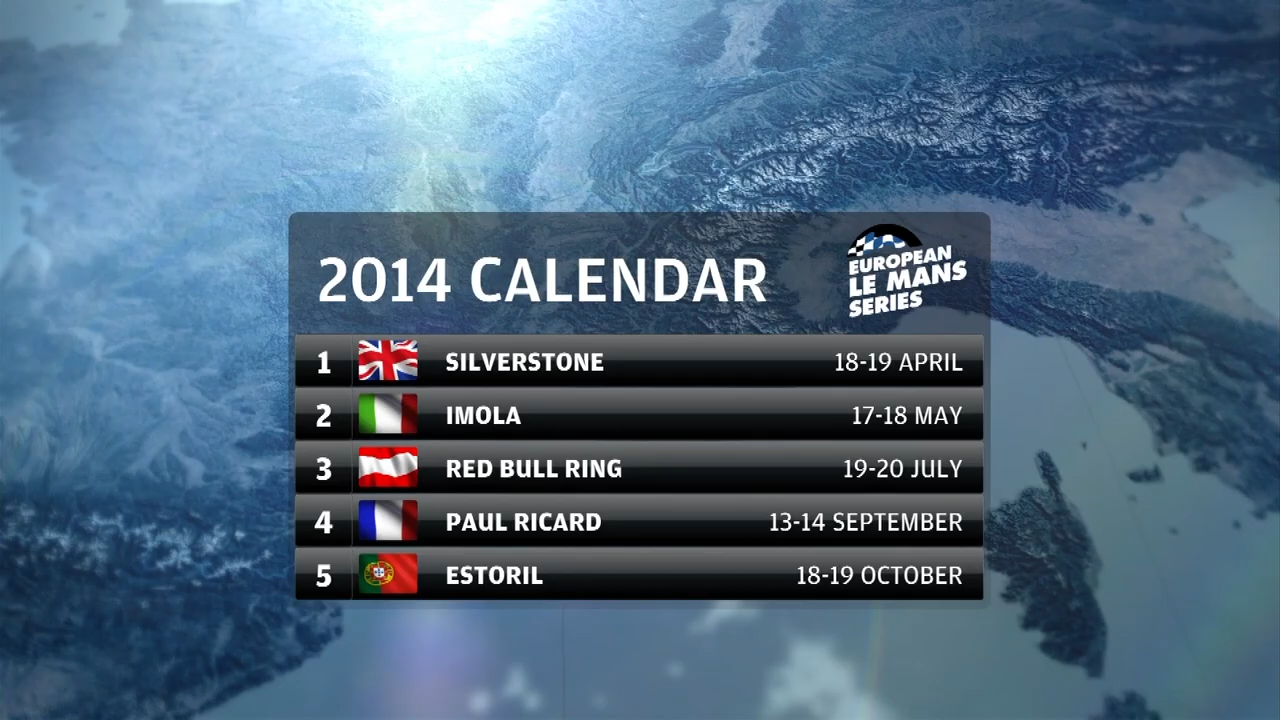 2014 CALENDAR
EUROPEAN
LE MANS
SERIES
1 SILVERSTONE 18-19 APRIL
2 IMOLA 17-18 MAY
3 RED BULL RING 19-20 JULY
4 PAUL RICARD 13-14 SEPTEMBER
5 ESTORIL 18-19 OCTOBER